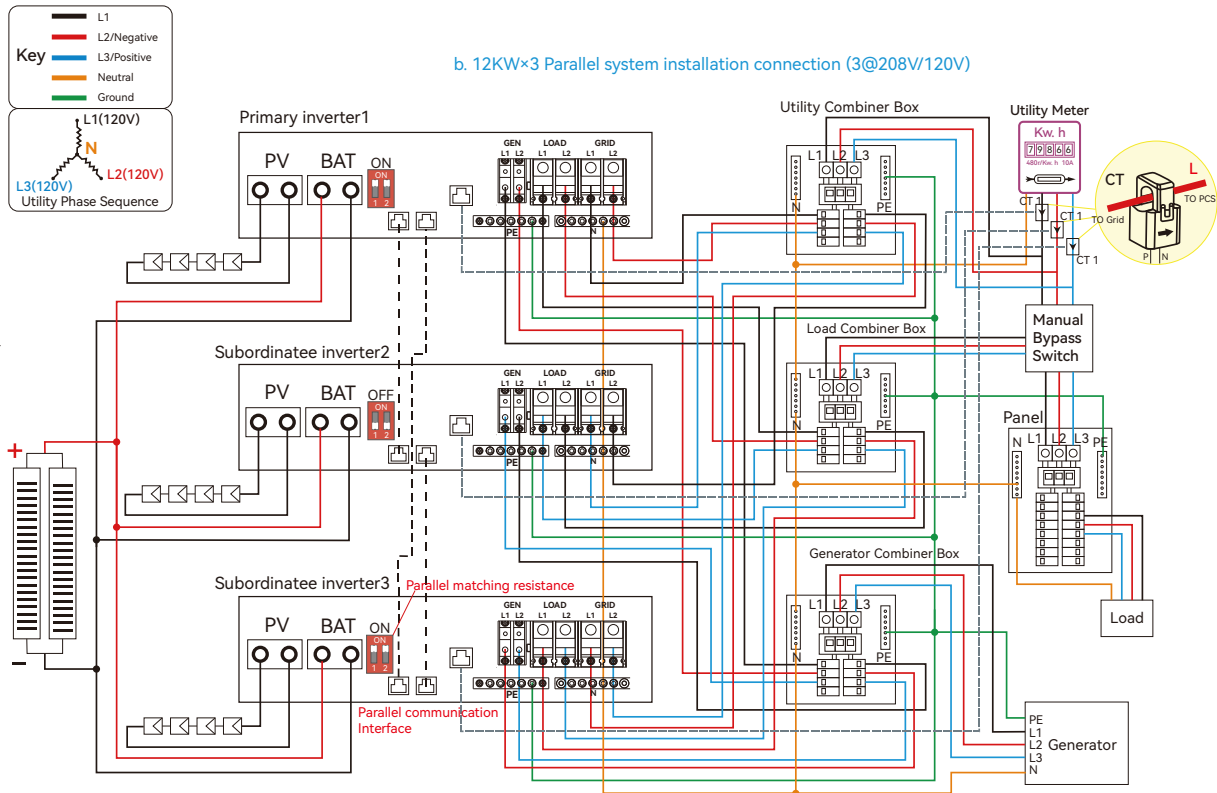 Key
L1
L2/Negative
L3/Positive
Neutral
Ground
L1(120V)
N
L3(120V)
L2(120V)
Utility Phase Sequence
b. 12KW×3 Parallel system installation connection (3@208V/120V)
Primary inverter1
PV
BAT
ON
ON
1 2
GEN LOAD GRID
L1 L2 L1 L2 L1 L2
PE
N
Subordinatee inverter2
PV
BAT
OFF
ON
1 2
GEN LOAD GRID
L1 L2 L1 L2 L1 L2
PE
N
+
−
Subordinatee inverter3
Parallel matching resistance
PV
BAT
ON
ON
1 2
GEN LOAD GRID
L1 L2 L1 L2 L1 L2
PE
N
Parallel communication
Interface
Utility Combiner Box
L1 L2 L3
N
PE
Utility Meter
Kw. h
79866
480r/Kw. h 10A
CT
L
TO PCS
TO Grid
P N
CT 1
CT 1
CT 1
Manual
Bypass
Switch
Load Combiner Box
L1 L2 L3
N
PE
Panel
N L1 L2 L3 PE
Load
Generator Combiner Box
L1 L2 L3
N
PE
PE
L1
L2
L3
N
Generator